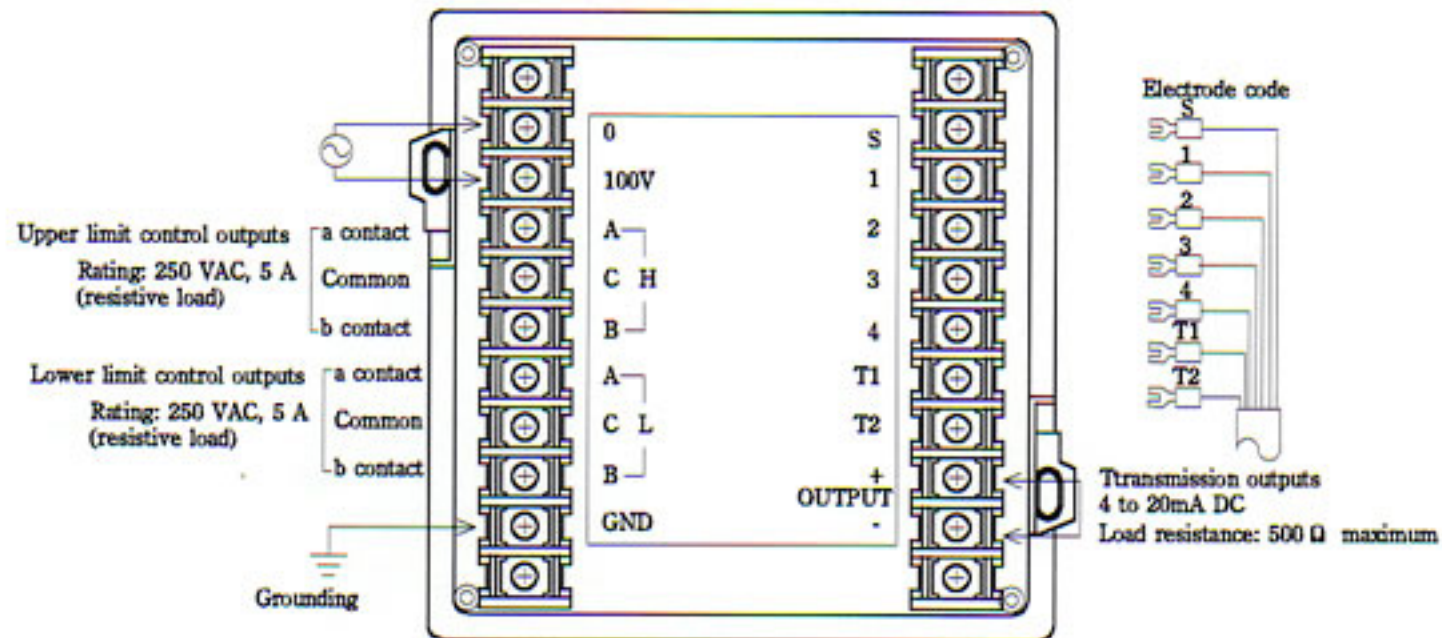 Upper limit control outputs
Rating: 250 VAC, 5 A
(resistive load)
a contact
Common
b contact
Lower limit control outputs
Rating: 250 VAC, 5 A
(resistive load)
a contact
Common
b contact
Grounding
0
100V
A
C H
B
A
C L
B
GND
S
1
2
3
4
T1
T2
+
OUTPUT
-
Electrode code
S
1
2
3
4
T1
T2
Ttransmission outputs
4 to 20mA DC
Load resistance: 500 Ω maximum